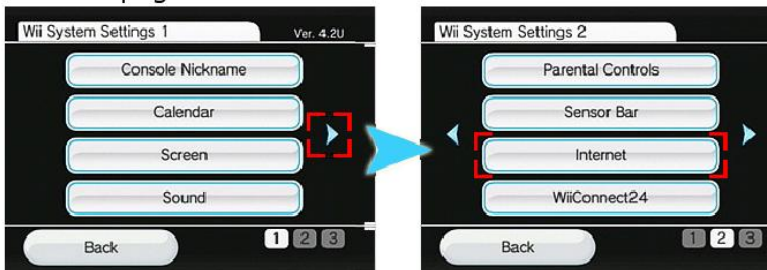 Wii System Settings 1
Ver. 4.2U
Console Nickname
Calendar
Screen
Sound
Back
1 2 3
Wii System Settings 2
Parental Controls
Sensor Bar
Internet
WiiConnect24
Back
1 2 3